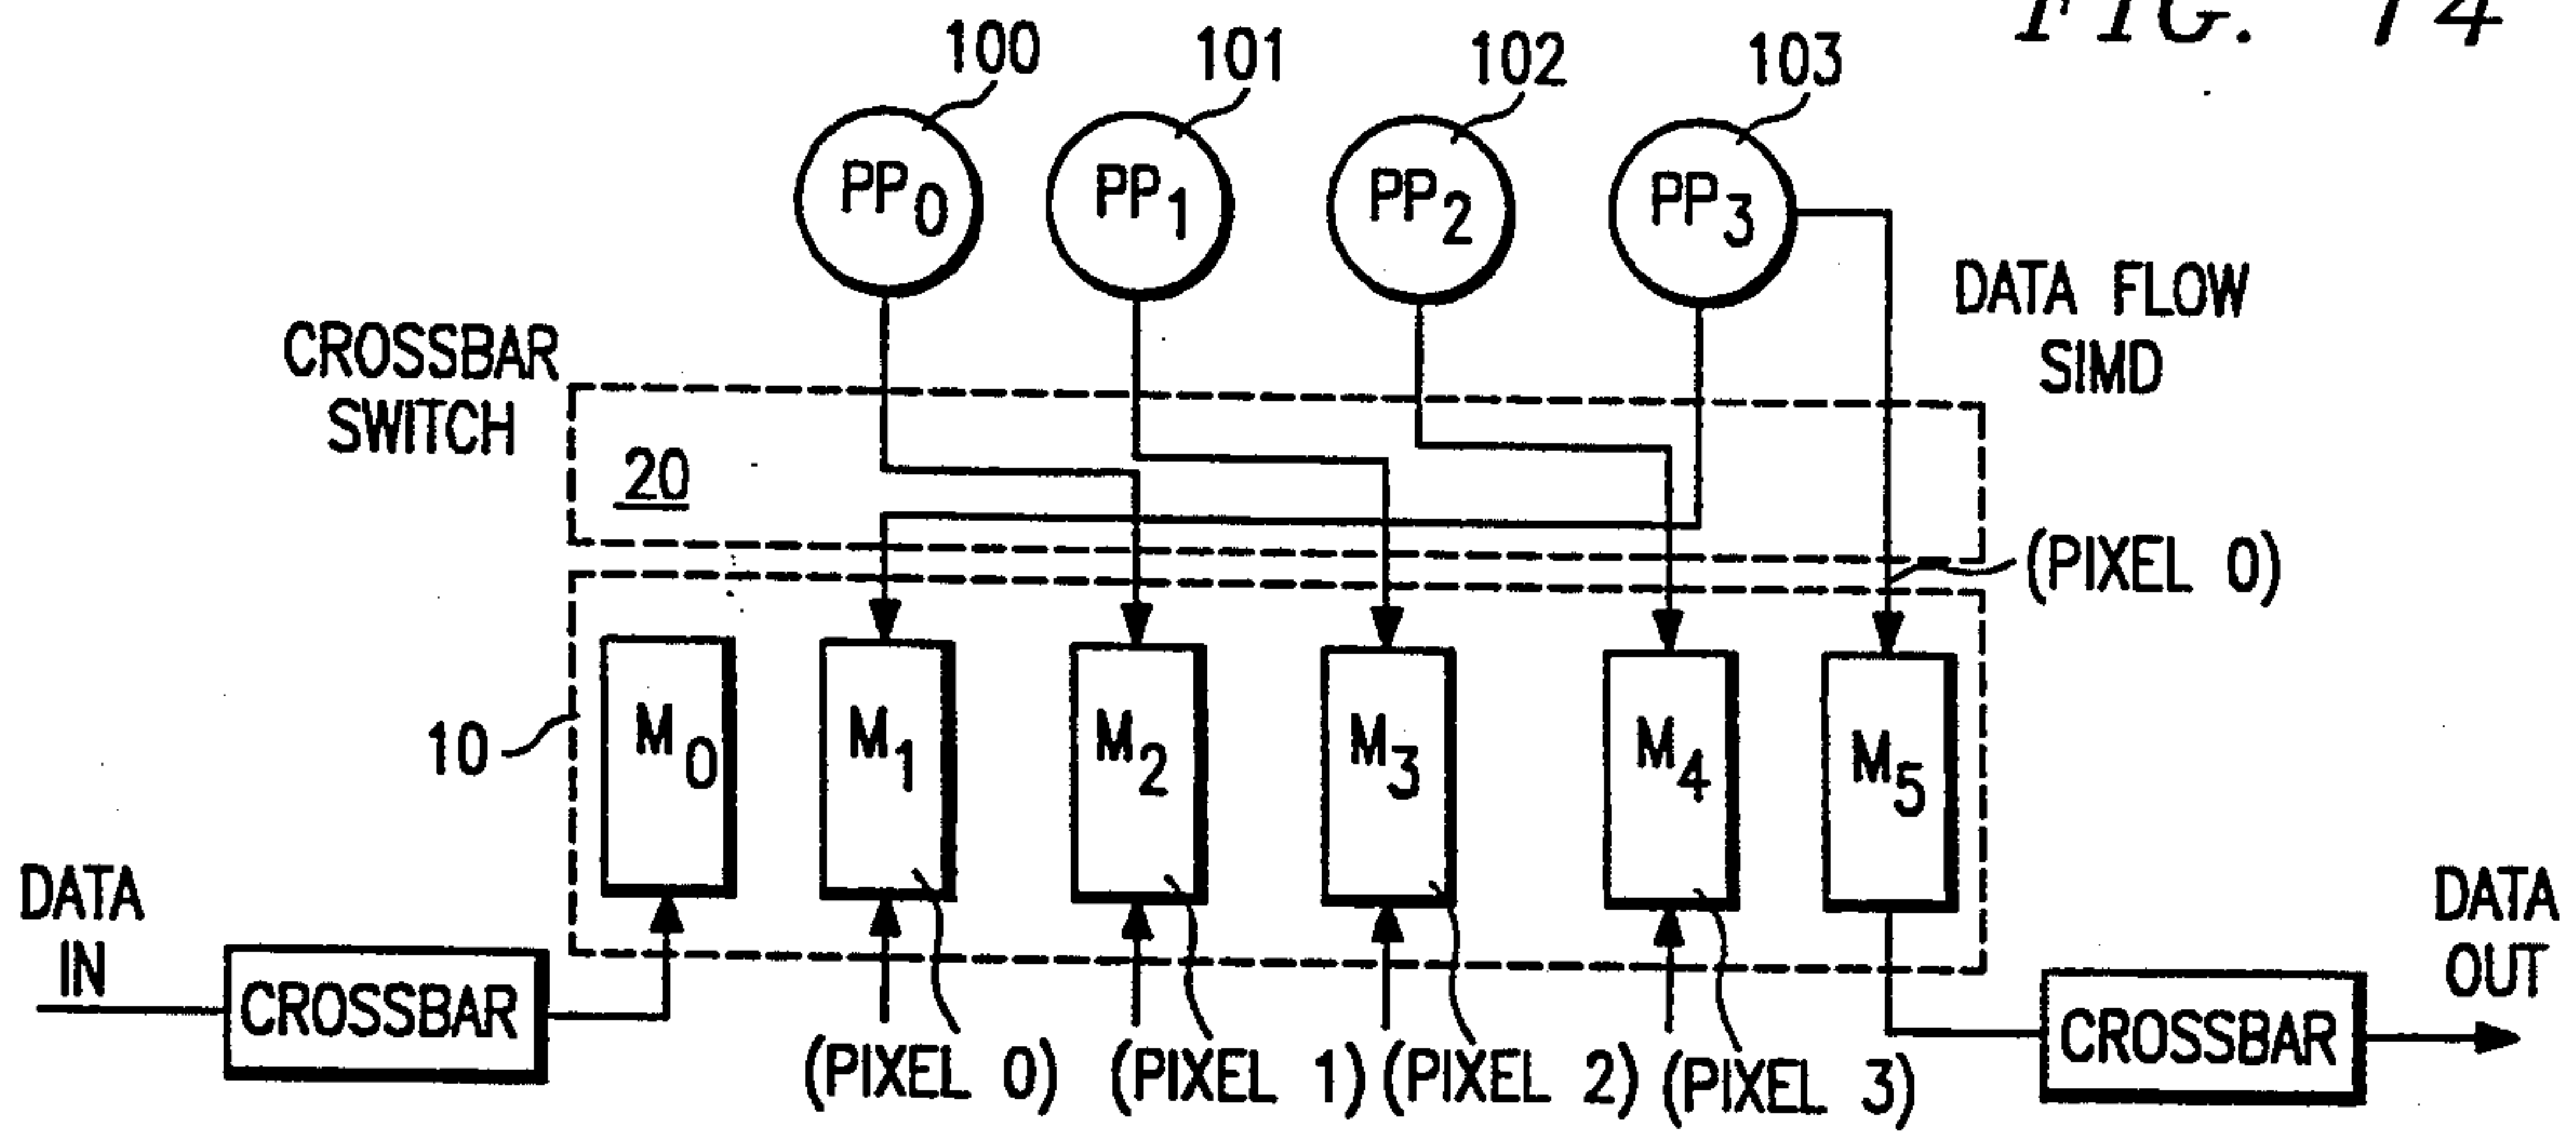 FIG. 74
100
101
102
103
PP0
PP1
PP2
PP3
DATA FLOW
SIMD
CROSSBAR
SWITCH
20
(PIXEL 0)
10
M0
M1
M2
M3
M4
M5
DATA
IN
CROSSBAR
(PIXEL 0)
(PIXEL 1)
(PIXEL 2)
(PIXEL 3)
CROSSBAR
DATA
OUT